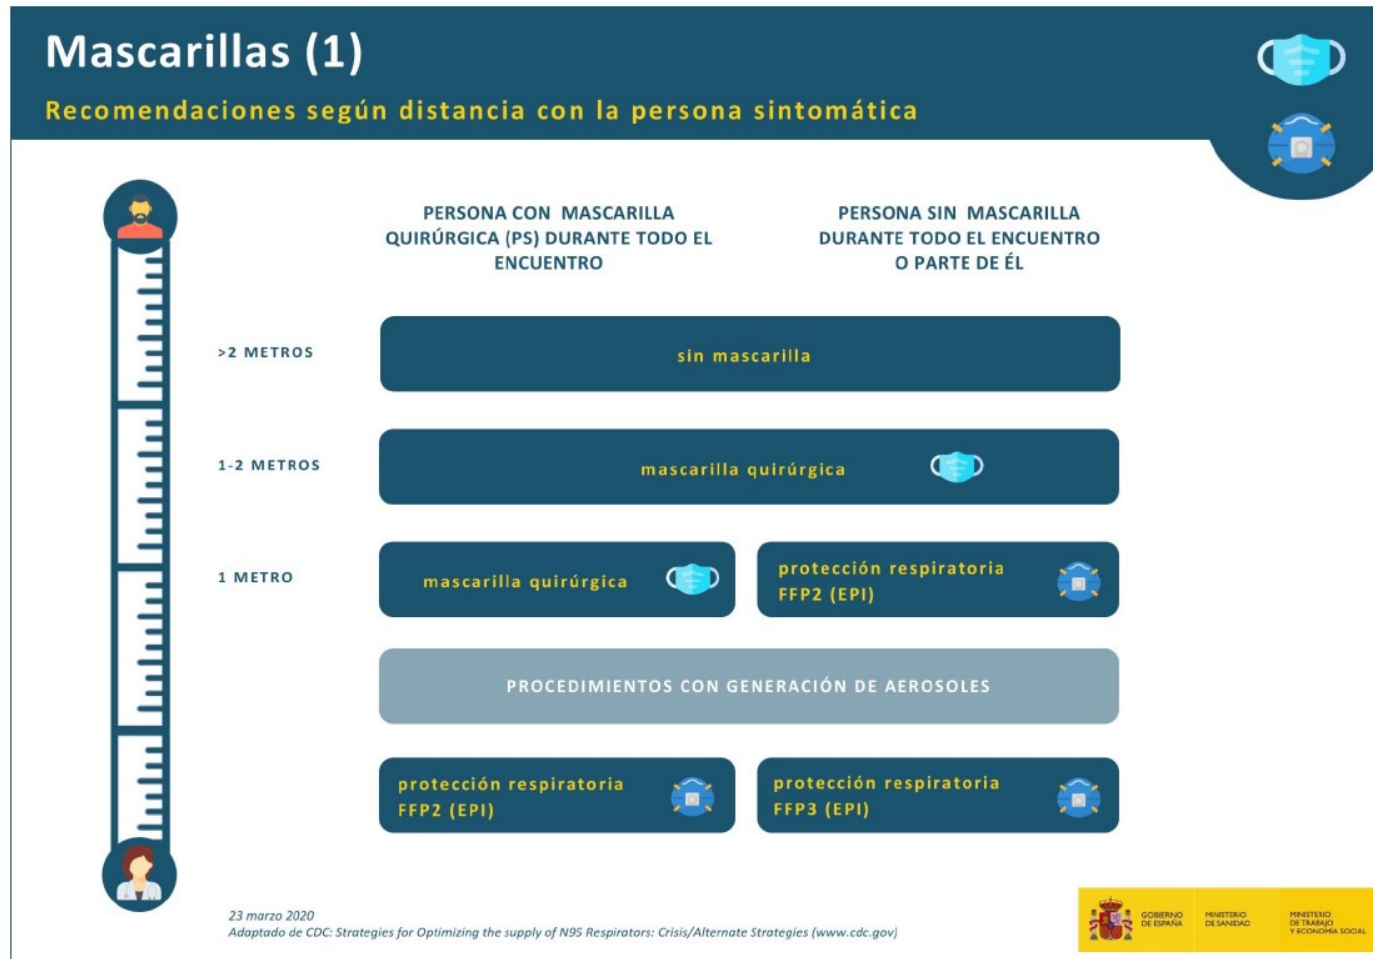 Mascarillas (1)
Recomendaciones según distancia con la persona sintomática
PERSONA CON MASCARILLA
QUIRÚRGICA (PS) DURANTE TODO EL
ENCUENTRO
PERSONA SIN MASCARILLA
DURANTE TODO EL ENCUENTRO
O PARTE DE ÉL
>2 METROS
sin mascarilla
1-2 METROS
mascarilla quirúrgica
1 METRO
mascarilla quirúrgica
protección respiratoria
FFP2 (EPI)
PROCEDIMIENTOS CON GENERACIÓN DE AEROSOLES
protección respiratoria
FFP2 (EPI)
protección respiratoria
FFP3 (EPI)
23 marzo 2020
Adaptado de CDC: Strategies for Optimizing the supply of N95 Respirators: Crisis/Alternate Strategies (www.cdc.gov)
GOBIERNO
DE ESPAÑA
MINISTERIO
DE SANIDAD
MINISTERIO
DE TRABAJO
Y ECONOMÍA SOCIAL